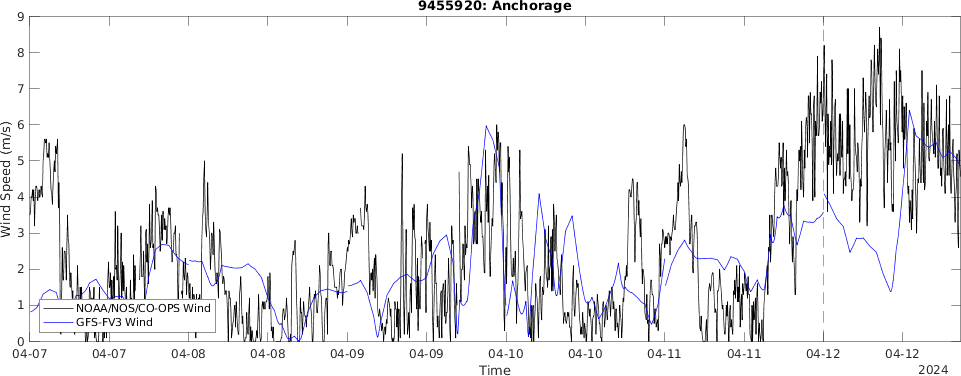 9455920: Anchorage
Wind Speed (m/s)
9
8
7
6
5
4
3
2
1
0
NOAA/NOS/CO-OPS Wind
GFS-FV3 Wind
04-07 04-07 04-08 04-08 04-09 04-09 04-10 04-10 04-11 04-11 04-12 04-12
Time
2024